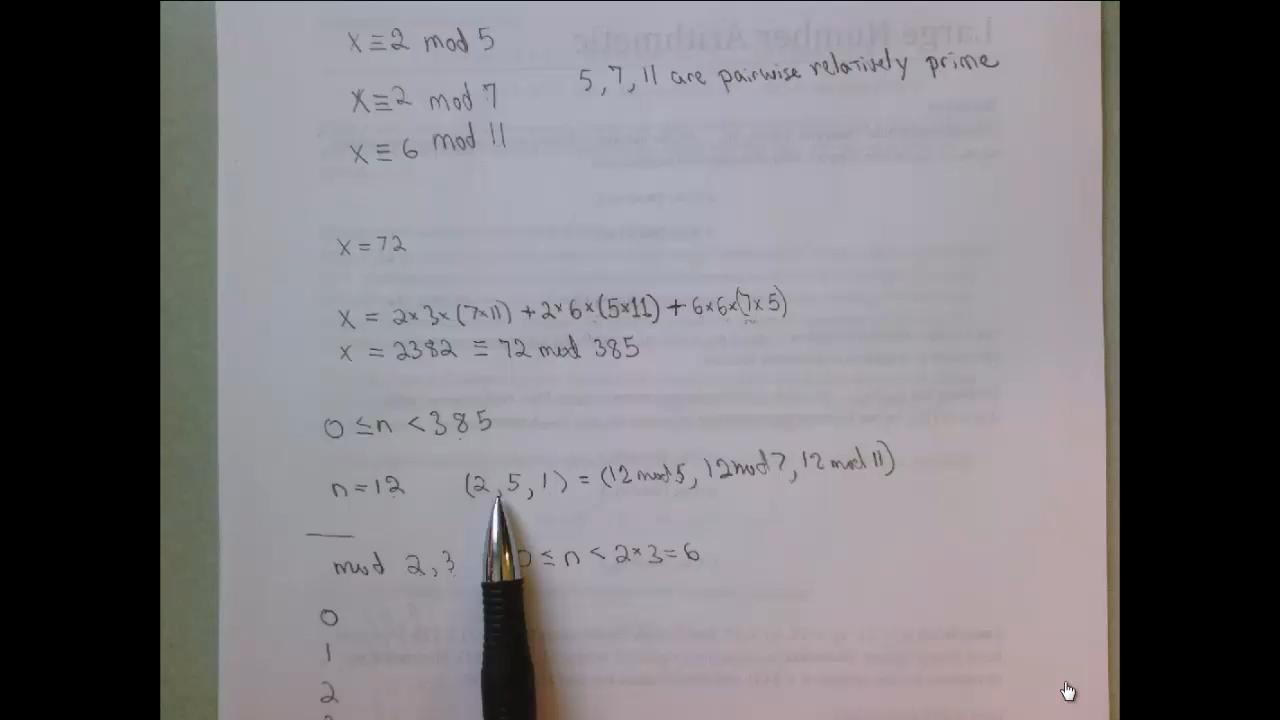 Large Number Arithmetic
x ≡ 2 mod 5
5, 7, 11 are pairwise relatively prime
x ≡ 2 mod 7
x ≡ 6 mod 11
x = 72
x = 2×3×(7×11) + 2×6×(5×11) + 6×6×(7×5)
x = 2382 ≡ 72 mod 385
0 ≤ n < 385
n = 12 (2, 5, 1) = (12 mod 5, 12 mod 7, 12 mod 11)
mod 2, 3 0 ≤ n < 2×3 = 6
0
1
2